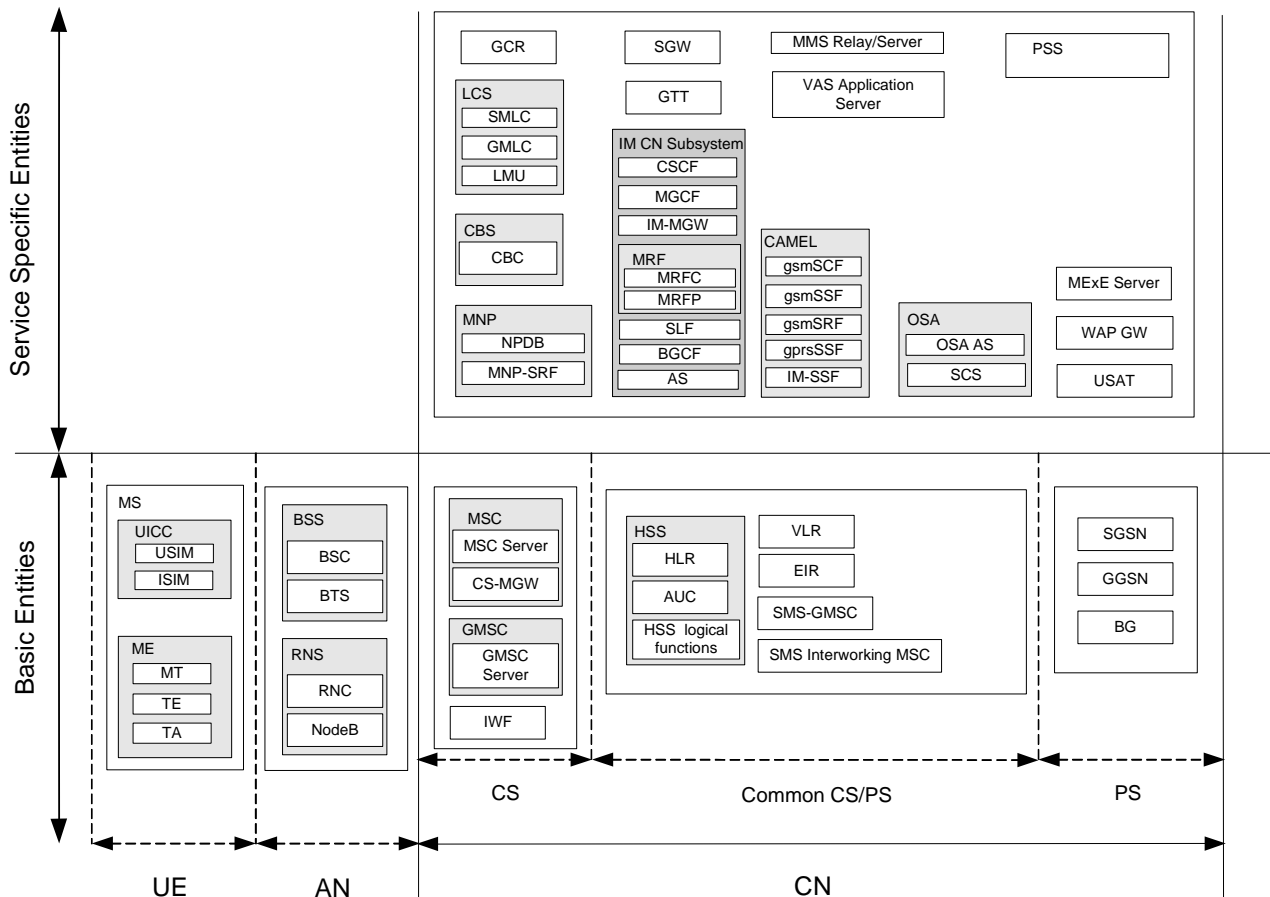 Service Specific Entities
GCR
SGW
MMS Relay/Server
PSS
LCS
SMLC
GMLC
LMU
GTT
VAS Application
Server
IM CN Subsystem
CSCF
MGCF
IM-MGW
MRF
MRFC
MRFP
SLF
BGCF
AS
CBS
CBC
MNP
NPDB
MNP-SRF
CAMEL
gsmSCF
gsmSSF
gsmSRF
gprsSSF
IM-SSF
OSA
OSA AS
SCS
MExE Server
WAP GW
USAT
Basic Entities
MS
UICC
USIM
ISIM
ME
MT
TE
TA
BSS
BSC
BTS
RNS
RNC
NodeB
MSC
MSC Server
CS-MGW
GMSC
GMSC
Server
IWF
HSS
HLR
AUC
HSS logical
functions
VLR
EIR
SMS-GMSC
SMS Interworking MSC
SGSN
GGSN
BG
CS
Common CS/PS
PS
UE
AN
CN